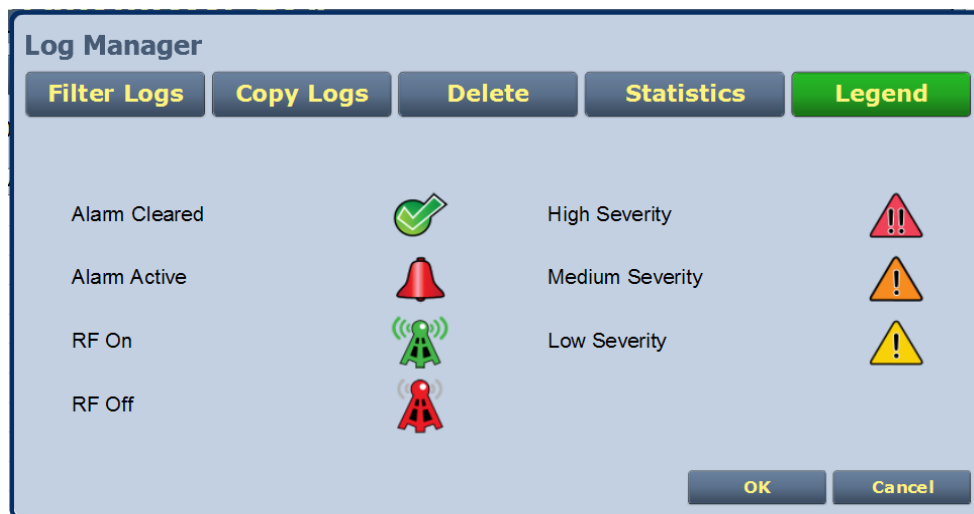 Log Manager
Filter Logs Copy Logs Delete Statistics Legend
Alarm Cleared High Severity
Alarm Active Medium Severity
RF On Low Severity
RF Off
OK Cancel